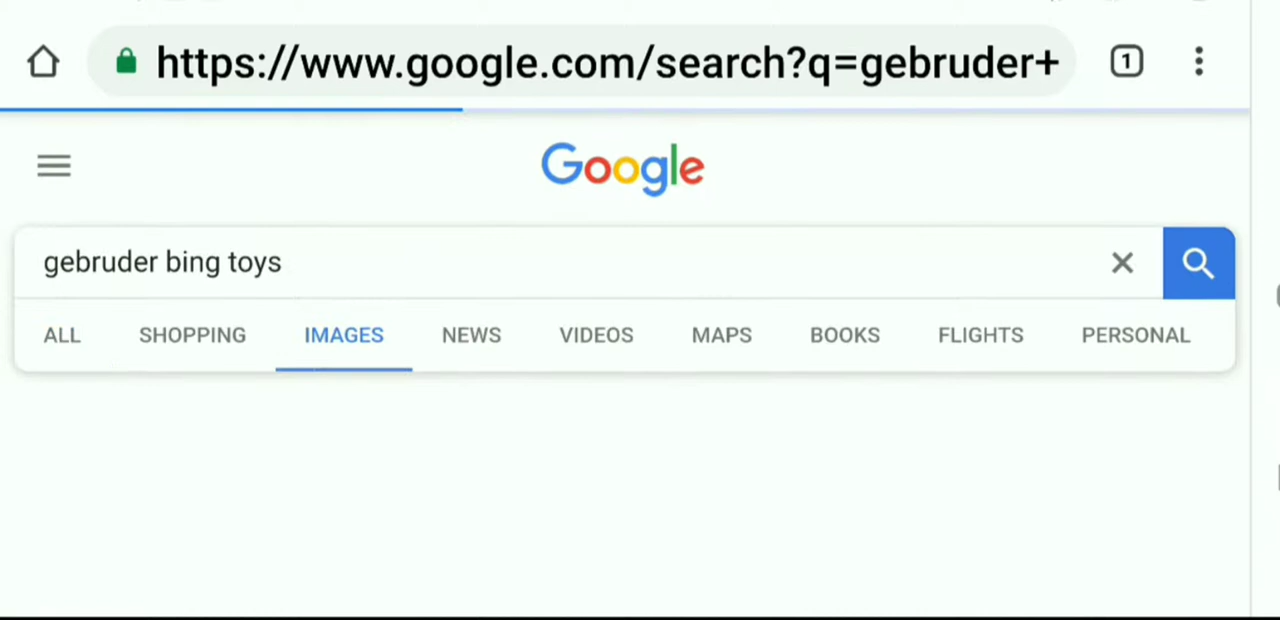 https://www.google.com/search?q=gebruder+
1
Google
gebruder bing toys
ALL SHOPPING IMAGES NEWS VIDEOS MAPS BOOKS FLIGHTS PERSONAL